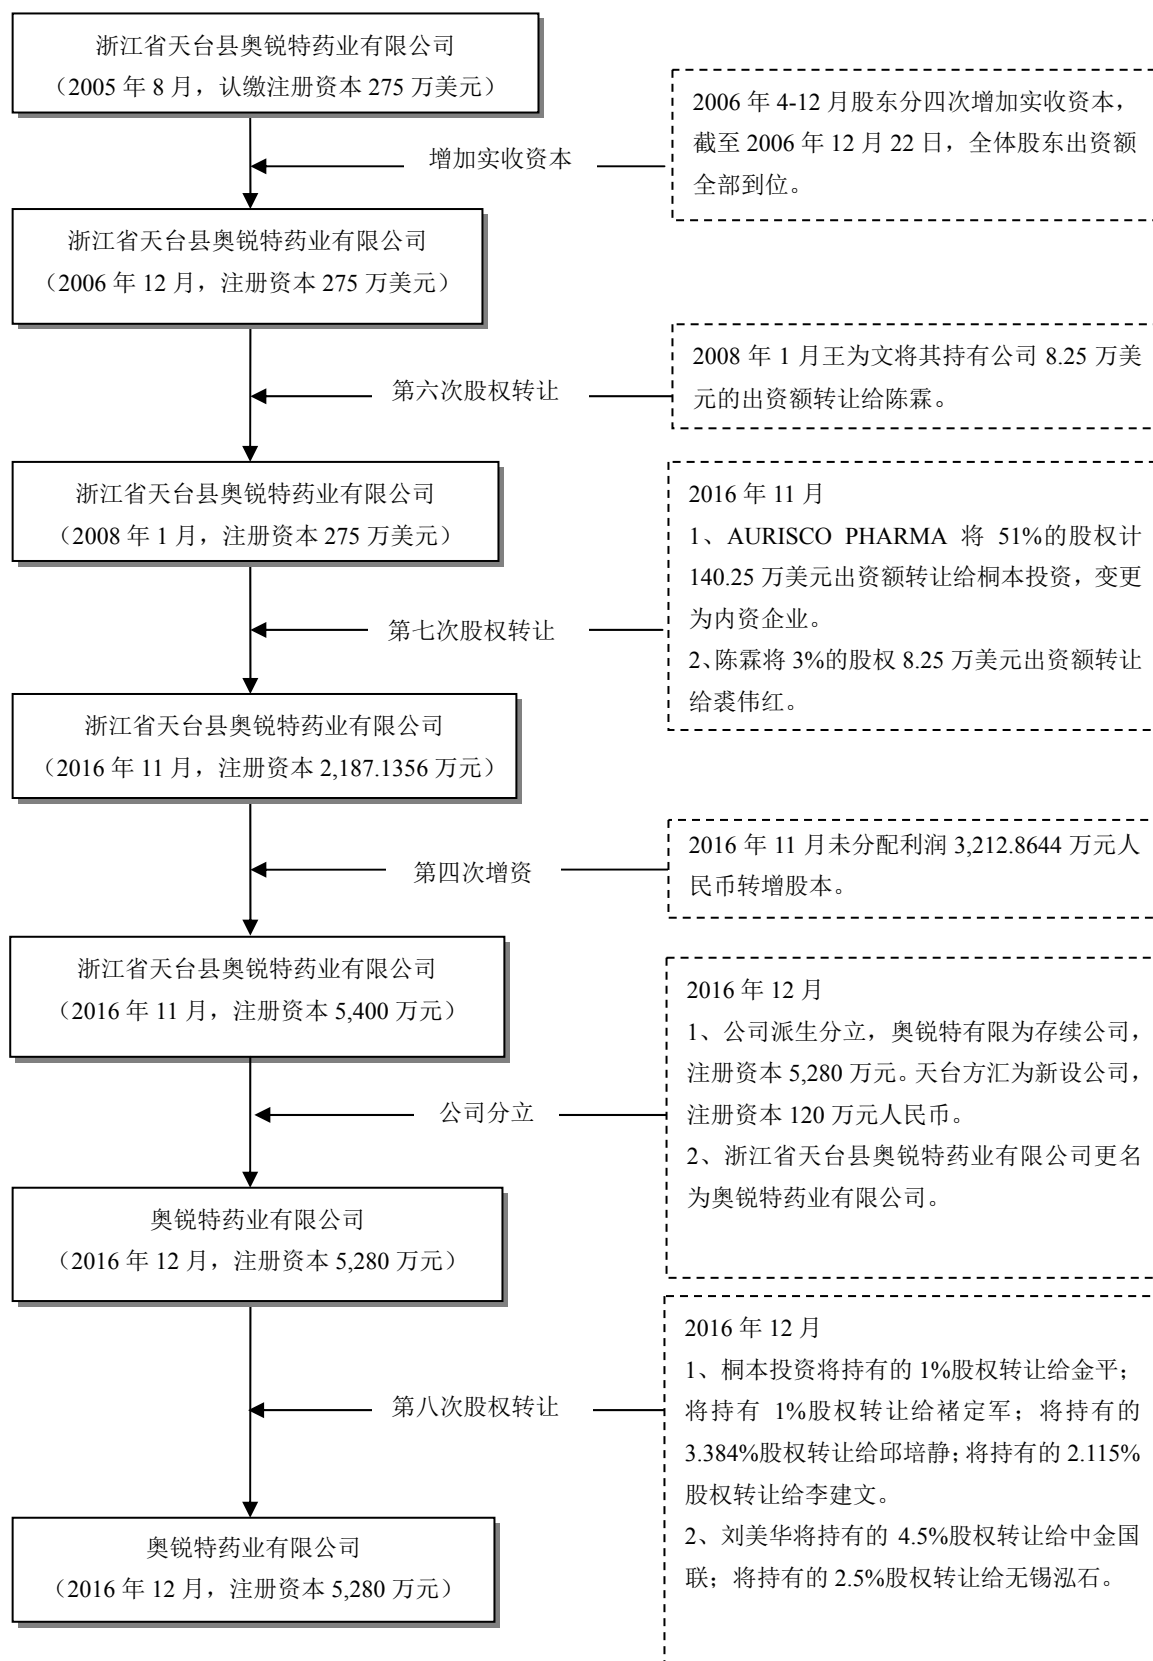 浙江省天台县奥锐特药业有限公司
（2005 年 8 月，认缴注册资本 275 万美元）
增加实收资本
2006 年 4-12 月股东分四次增加实收资本，
截至 2006 年 12 月 22 日，全体股东出资额
全部到位。
浙江省天台县奥锐特药业有限公司
（2006 年 12 月，注册资本 275 万美元）
第六次股权转让
2008 年 1 月王为文将其持有公司 8.25 万美
元的出资额转让给陈霖。
浙江省天台县奥锐特药业有限公司
（2008 年 1 月，注册资本 275 万美元）
第七次股权转让
2016 年 11 月
1、AURISCO PHARMA 将 51%的股权计
140.25 万美元出资额转让给桐本投资，变更
为内资企业。
2、陈霖将 3%的股权 8.25 万美元出资额转让
给裘伟红。
浙江省天台县奥锐特药业有限公司
（2016 年 11 月，注册资本 2,187.1356 万元）
第四次增资
2016 年 11 月未分配利润 3,212.8644 万元人
民币转增股本。
浙江省天台县奥锐特药业有限公司
（2016 年 11 月，注册资本 5,400 万元）
公司分立
2016 年 12 月
1、公司派生分立，奥锐特有限为存续公司，
注册资本 5,280 万元。天台方汇为新设公司，
注册资本 120 万元人民币。
2、浙江省天台县奥锐特药业有限公司更名
为奥锐特药业有限公司。
奥锐特药业有限公司
（2016 年 12 月，注册资本 5,280 万元）
第八次股权转让
2016 年 12 月
1、桐本投资将持有的 1%股权转让给金平；
将持有 1%股权转让给褚定军；将持有的
3.384%股权转让给邱培静；将持有的 2.115%
股权转让给李建文。
2、刘美华将持有的 4.5%股权转让给中金国
联；将持有的 2.5%股权转让给无锡泓石。
奥锐特药业有限公司
（2016 年 12 月，注册资本 5,280 万元）